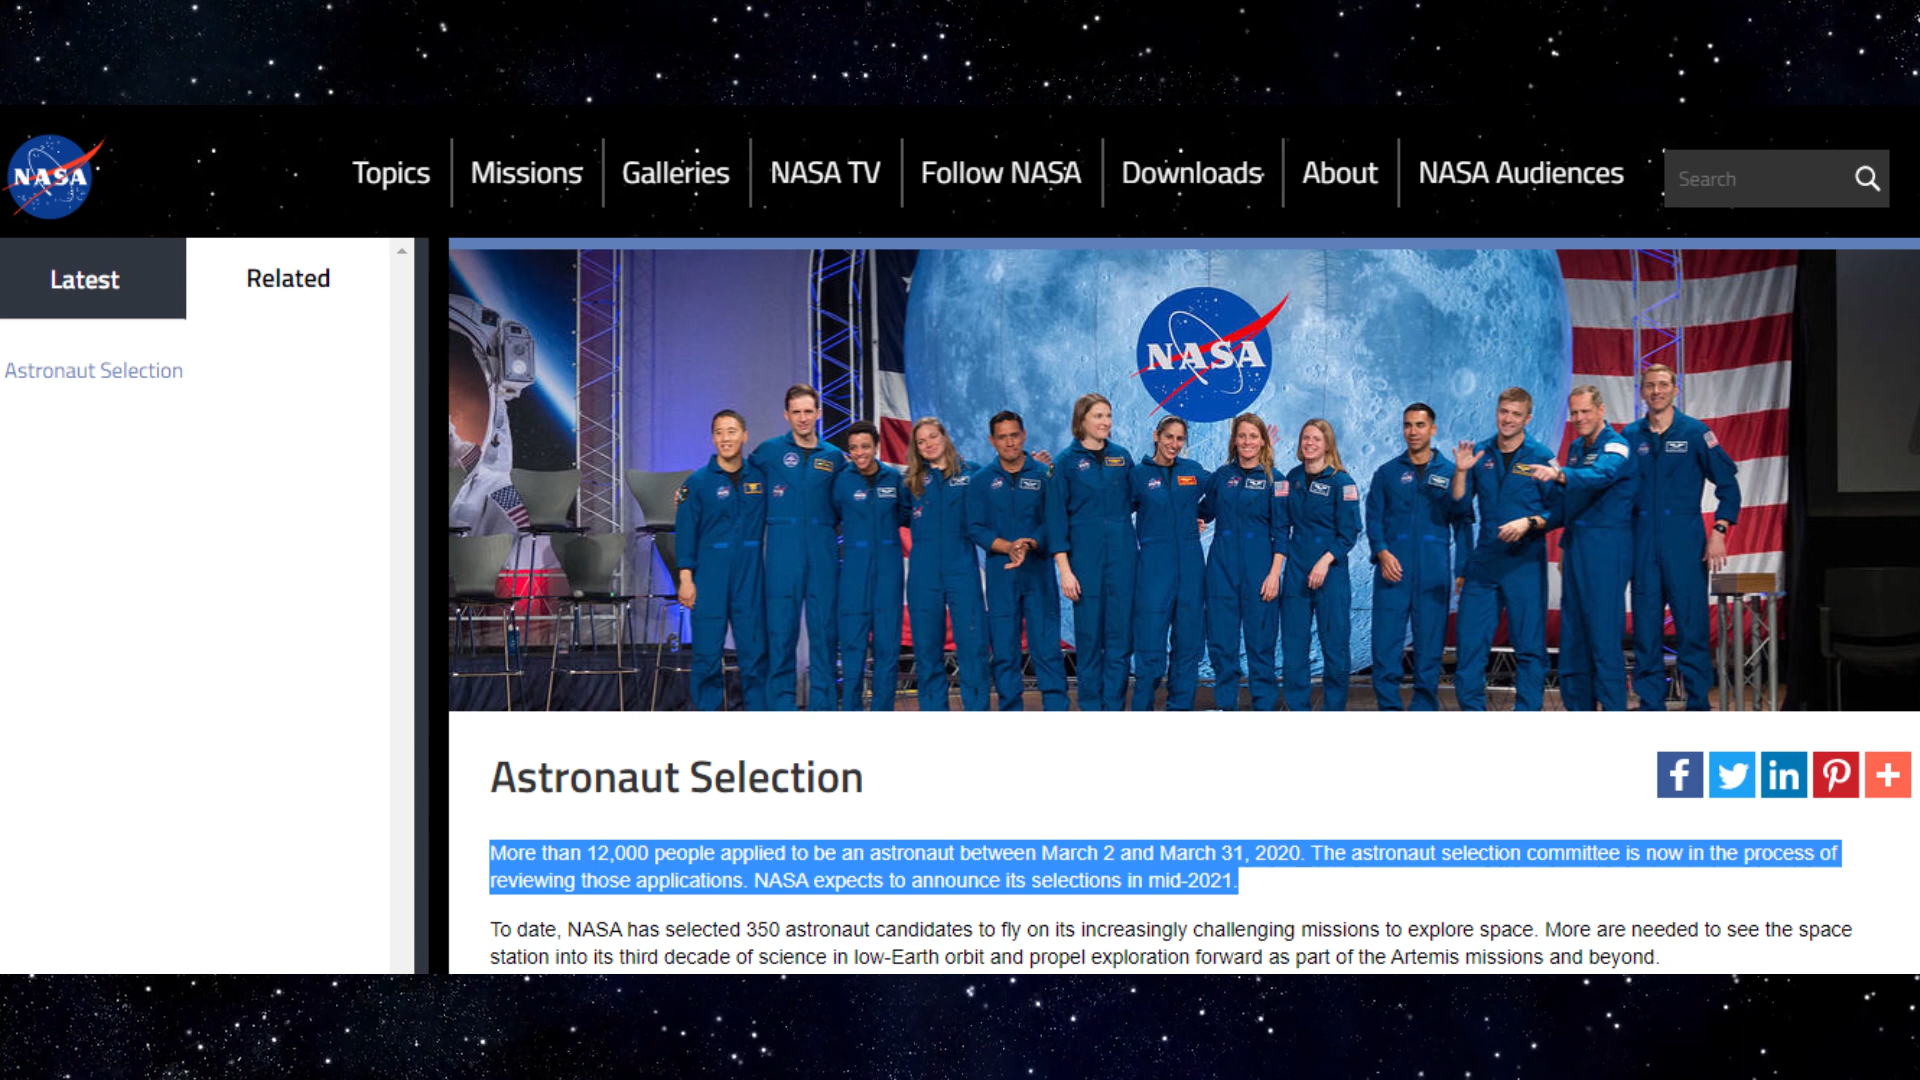 NASA
Topics
Missions
Galleries
NASA TV
Follow NASA
Downloads
About
NASA Audiences
Search
Latest
Related
Astronaut Selection
NASA
Astronaut Selection
More than 12,000 people applied to be an astronaut between March 2 and March 31, 2020. The astronaut selection committee is now in the process of
reviewing those applications. NASA expects to announce its selections in mid-2021.
To date, NASA has selected 350 astronaut candidates to fly on its increasingly challenging missions to explore space. More are needed to see the space
station into its third decade of science in low-Earth orbit and propel exploration forward as part of the Artemis missions and beyond.